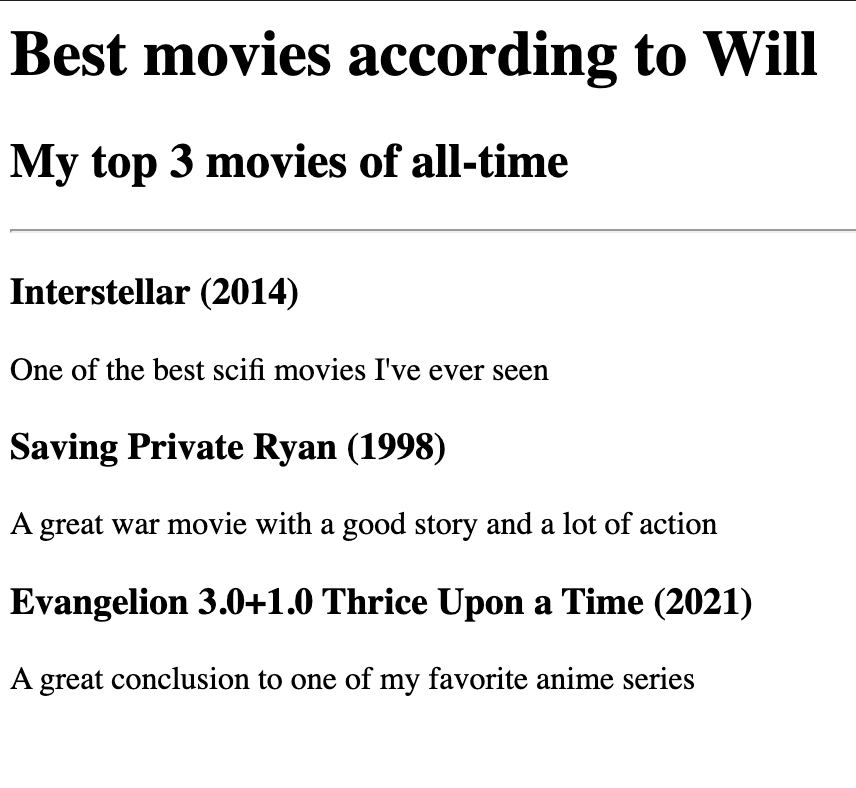 Best movies according to Will
My top 3 movies of all-time
Interstellar (2014)
One of the best scifi movies I've ever seen
Saving Private Ryan (1998)
A great war movie with a good story and a lot of action
Evangelion 3.0+1.0 Thrice Upon a Time (2021)
A great conclusion to one of my favorite anime series